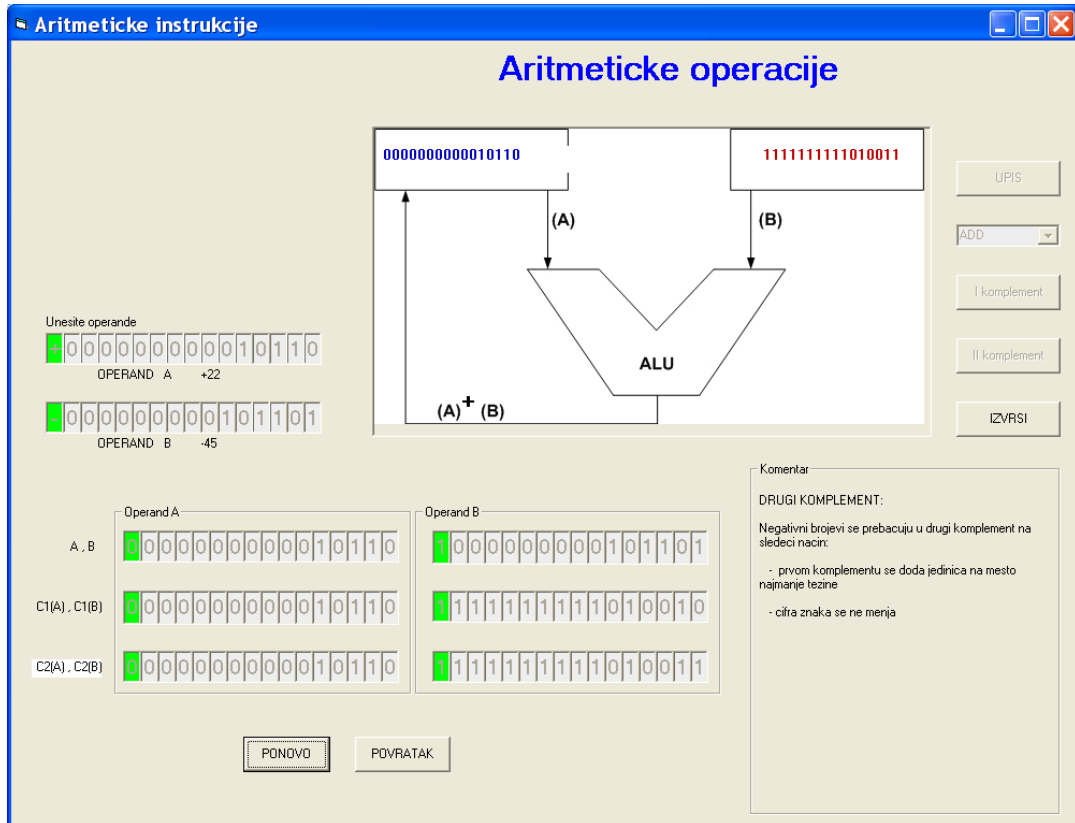 Aritmeticke instrukcije
Aritmeticke operacije
0000000000010110
1111111111010011
(A)
(B)
ALU
(A) + (B)
UPIS
ADD
I komplement
II komplement
IZVRSI
Unesite operande
+000000000010110
OPERAND A +22
-000000000101101
OPERAND B -45
Operand A
Operand B
A , B
0000000000010110
1000000000101101
C1(A) , C1(B)
0000000000010110
1111111111010010
C2(A) , C2(B)
0000000000010110
1111111111010011
Komentar
DRUGI KOMPLEMENT:
Negativni brojevi se prebacuju u drugi komplement na
sledeci nacin:
- prvom komplementu se doda jedinica na mesto
najmanje tezine
- cifra znaka se ne menja
PONOVO
POVRATAK